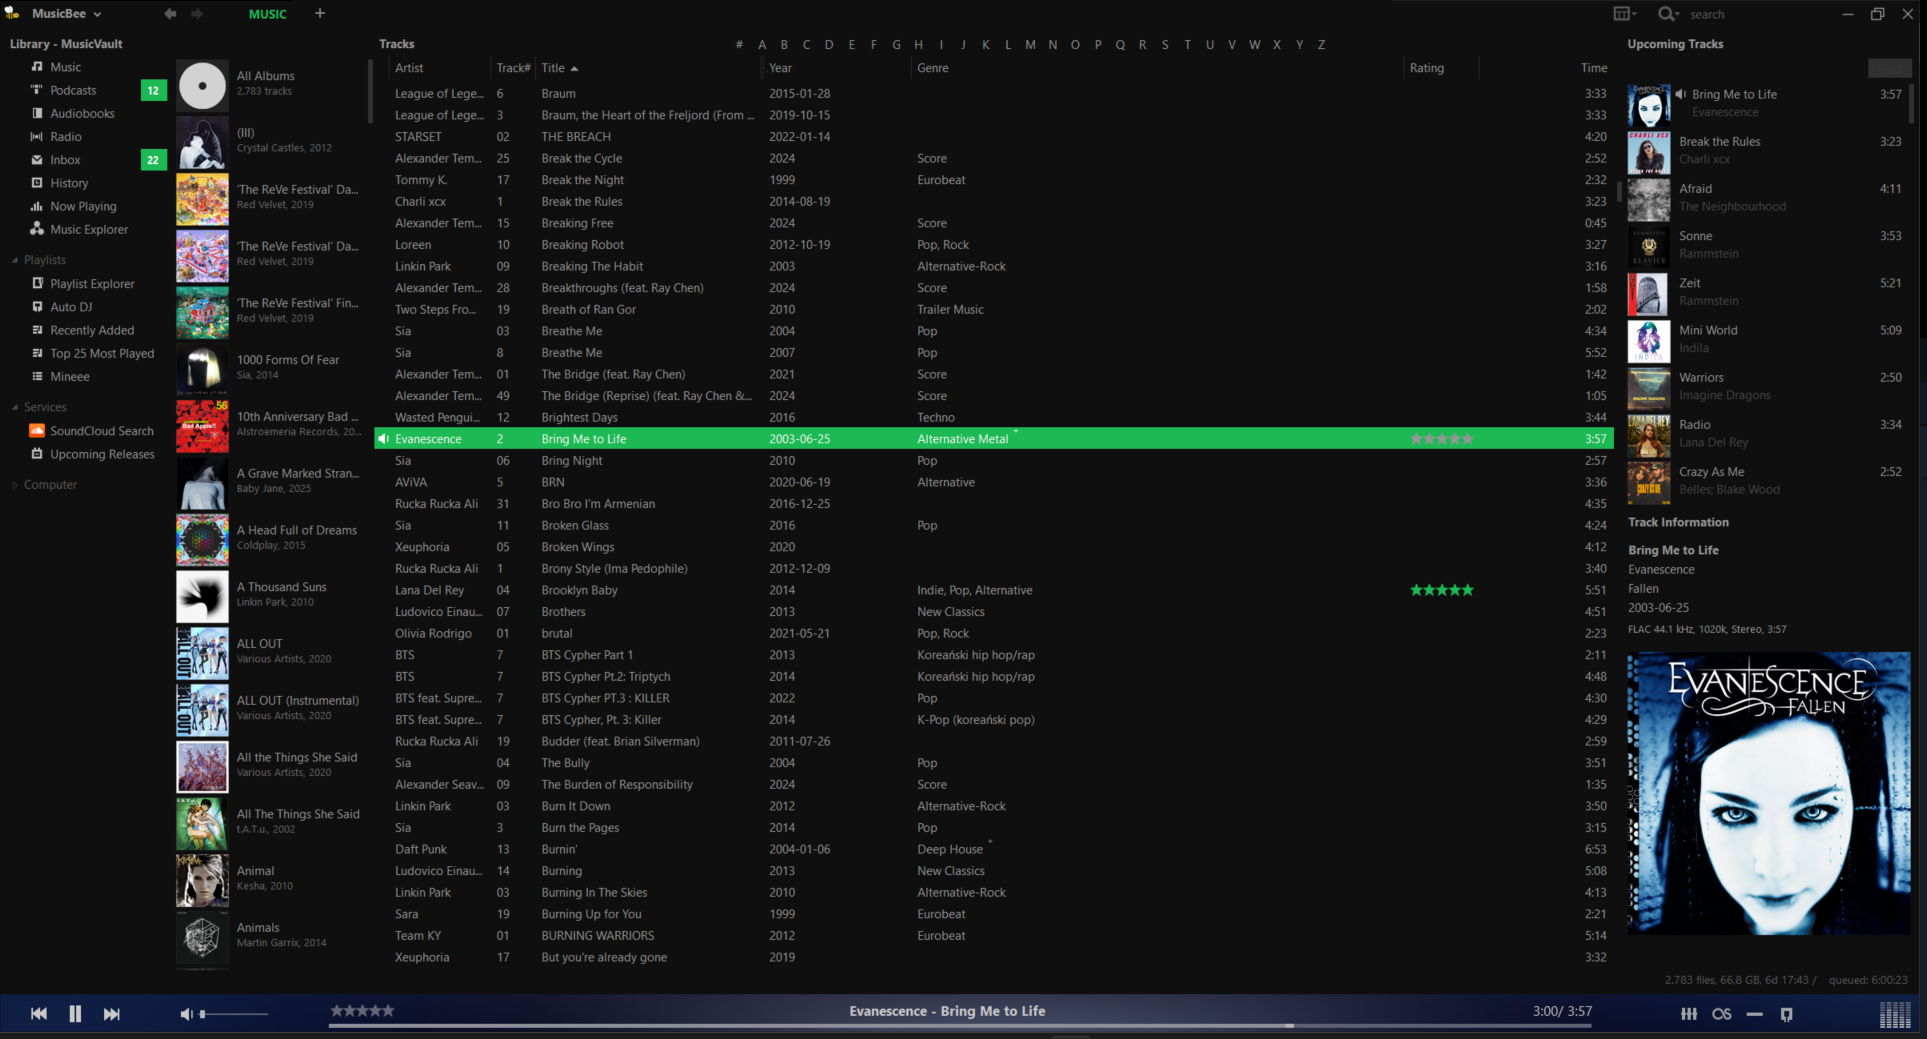 MusicBee
MUSIC
search
Library - MusicVault
Music
Podcasts 12
Audiobooks
Radio
Inbox 22
History
Now Playing
Music Explorer
Playlists
Playlist Explorer
Auto DJ
Recently Added
Top 25 Most Played
Mineee
Services
SoundCloud Search
Upcoming Releases
Computer
All Albums
2.783 tracks
(III)
Crystal Castles, 2012
'The ReVe Festival' Da...
Red Velvet, 2019
'The ReVe Festival' Da...
Red Velvet, 2019
'The ReVe Festival' Fin...
Red Velvet, 2019
1000 Forms Of Fear
Sia, 2014
10th Anniversary Bad ...
Alstroemeria Records, 20...
A Grave Marked Stran...
Baby Jane, 2025
A Head Full of Dreams
Coldplay, 2015
A Thousand Suns
Linkin Park, 2010
ALL OUT
Various Artists, 2020
ALL OUT (Instrumental)
Various Artists, 2020
All the Things She Said
Various Artists, 2020
All The Things She Said
t.A.T.u., 2002
Animal
Kesha, 2010
Animals
Martin Garrix, 2014
Tracks
# A B C D E F G H I J K L M N O P Q R S T U V W X Y Z
Artist Track# Title Year Genre Rating Time
League of Lege... 6 Braum 2015-01-28 3:33
League of Lege... 3 Braum, the Heart of the Freljord (From ... 2019-10-15 3:33
STARSET 02 THE BREACH 2022-01-14 4:20
Alexander Tem... 25 Break the Cycle 2024 Score 2:52
Tommy K. 17 Break the Night 1999 Eurobeat 2:32
Charli xcx 1 Break the Rules 2014-08-19 3:23
Alexander Tem... 15 Breaking Free 2024 Score 0:45
Loreen 10 Breaking Robot 2012-10-19 Pop, Rock 3:27
Linkin Park 09 Breaking The Habit 2003 Alternative-Rock 3:16
Alexander Tem... 28 Breakthroughs (feat. Ray Chen) 2024 Score 1:58
Two Steps Fro... 19 Breath of Ran Gor 2010 Trailer Music 2:02
Sia 03 Breathe Me 2004 Pop 4:34
Sia 8 Breathe Me 2007 Pop 5:52
Alexander Tem... 01 The Bridge (feat. Ray Chen) 2021 Score 1:42
Alexander Tem... 49 The Bridge (Reprise) (feat. Ray Chen &... 2024 Score 1:05
Wasted Pengui... 12 Brightest Days 2016 Techno 3:44
Evanescence 2 Bring Me to Life 2003-06-25 Alternative Metal + ★★★★★ 3:57
Sia 06 Bring Night 2010 Pop 2:57
AViVA 5 BRN 2020-06-19 Alternative 3:36
Rucka Rucka Ali 31 Bro Bro I'm Armenian 2016-12-25 4:35
Sia 11 Broken Glass 2016 Pop 4:24
Xeuphoria 05 Broken Wings 2020 4:12
Rucka Rucka Ali 1 Brony Style (Ima Pedophile) 2012-12-09 3:40
Lana Del Rey 04 Brooklyn Baby 2014 Indie, Pop, Alternative ★★★★★ 5:51
Ludovico Einau... 07 Brothers 2013 New Classics 4:51
Olivia Rodrigo 01 brutal 2021-05-21 Pop, Rock 2:23
BTS 7 BTS Cypher Part 1 2013 Koreański hip hop/rap 2:11
BTS 7 BTS Cypher Pt.2: Triptych 2014 Koreański hip hop/rap 4:48
BTS feat. Supre... 7 BTS Cypher PT.3 : KILLER 2022 Pop 4:30
BTS feat. Supre... 7 BTS Cypher, Pt. 3: Killer 2014 K-Pop (koreański pop) 4:29
Rucka Rucka Ali 19 Budder (feat. Brian Silverman) 2011-07-26 2:59
Sia 04 The Bully 2004 Pop 3:51
Alexander Seav... 09 The Burden of Responsibility 2024 Score 1:35
Linkin Park 03 Burn It Down 2012 Alternative-Rock 3:50
Sia 3 Burn the Pages 2014 Pop 3:15
Daft Punk 13 Burnin' 2004-01-06 Deep House + 6:53
Ludovico Einau... 14 Burning 2013 New Classics 5:08
Linkin Park 03 Burning In The Skies 2010 Alternative-Rock 4:13
Sara 19 Burning Up for You 1999 Eurobeat 2:21
Team KY 01 BURNING WARRIORS 2012 Eurobeat 5:14
Xeuphoria 17 But you're already gone 2019 3:32
Upcoming Tracks
Bring Me to Life 3:57
Evanescence
Break the Rules 3:23
Charli xcx
Afraid 4:11
The Neighbourhood
Sonne 3:53
Rammstein
Zeit 5:21
Rammstein
Mini World 5:09
Indila
Warriors 2:50
Imagine Dragons
Radio 3:34
Lana Del Rey
Crazy As Me 2:52
Belles; Blake Wood
Track Information
Bring Me to Life
Evanescence
Fallen
2003-06-25
FLAC 44.1 kHz, 1020k, Stereo, 3:57
EVANESCENCE
FALLEN
2.783 files, 66,8 GB, 6d 17:43 / queued: 6:00:23
Evanescence - Bring Me to Life
3:00/ 3:57